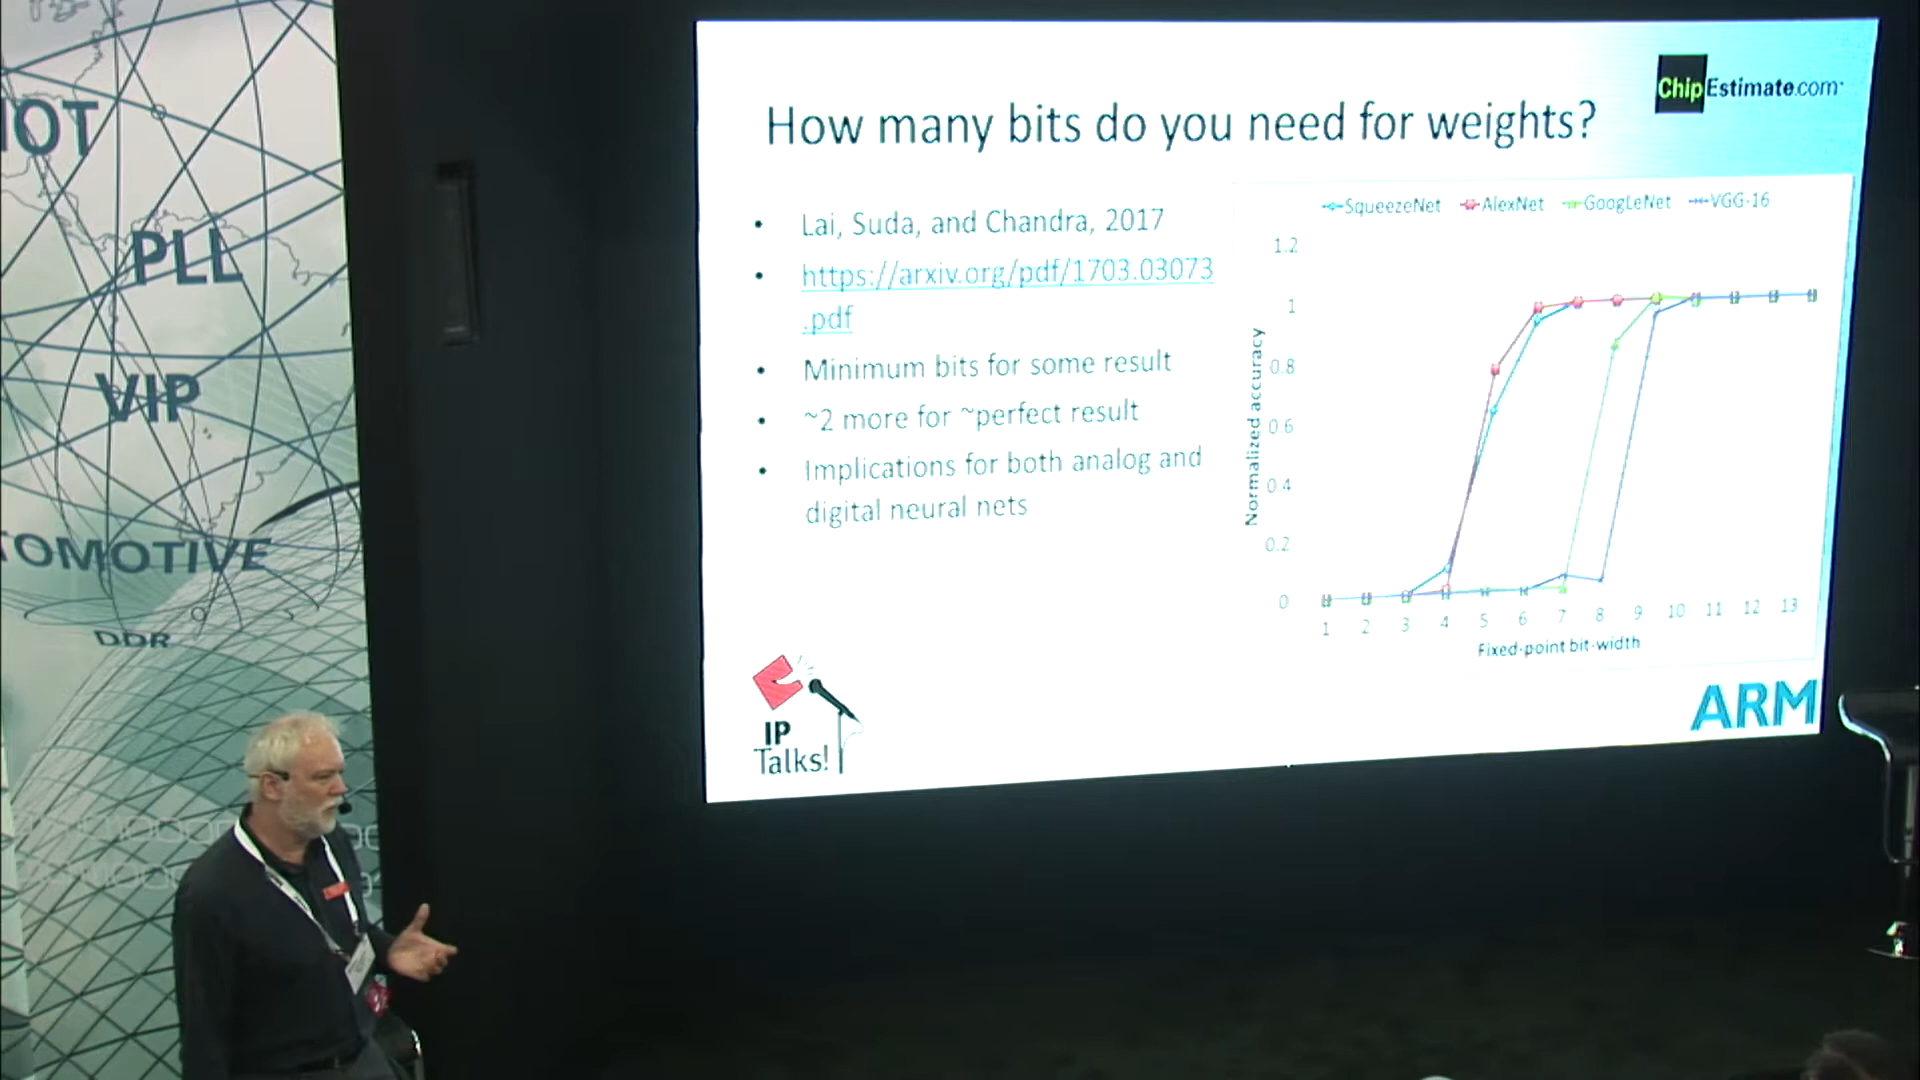 IOT
PLL
VIP
TOMOTIVE
DDR
ChipEstimate.com
How many bits do you need for weights?
• Lai, Suda, and Chandra, 2017
• https://arxiv.org/pdf/1703.03073
.pdf
• Minimum bits for some result
• ~2 more for ~perfect result
• Implications for both analog and
digital neural nets
SqueezeNet AlexNet GoogLeNet VGG-16
1.2
1
0.8
0.6
0.4
0.2
0
Normalized accuracy
1 2 3 4 5 6 7 8 9 10 11 12 13
Fixed-point bit-width
IP
Talks!
ARM